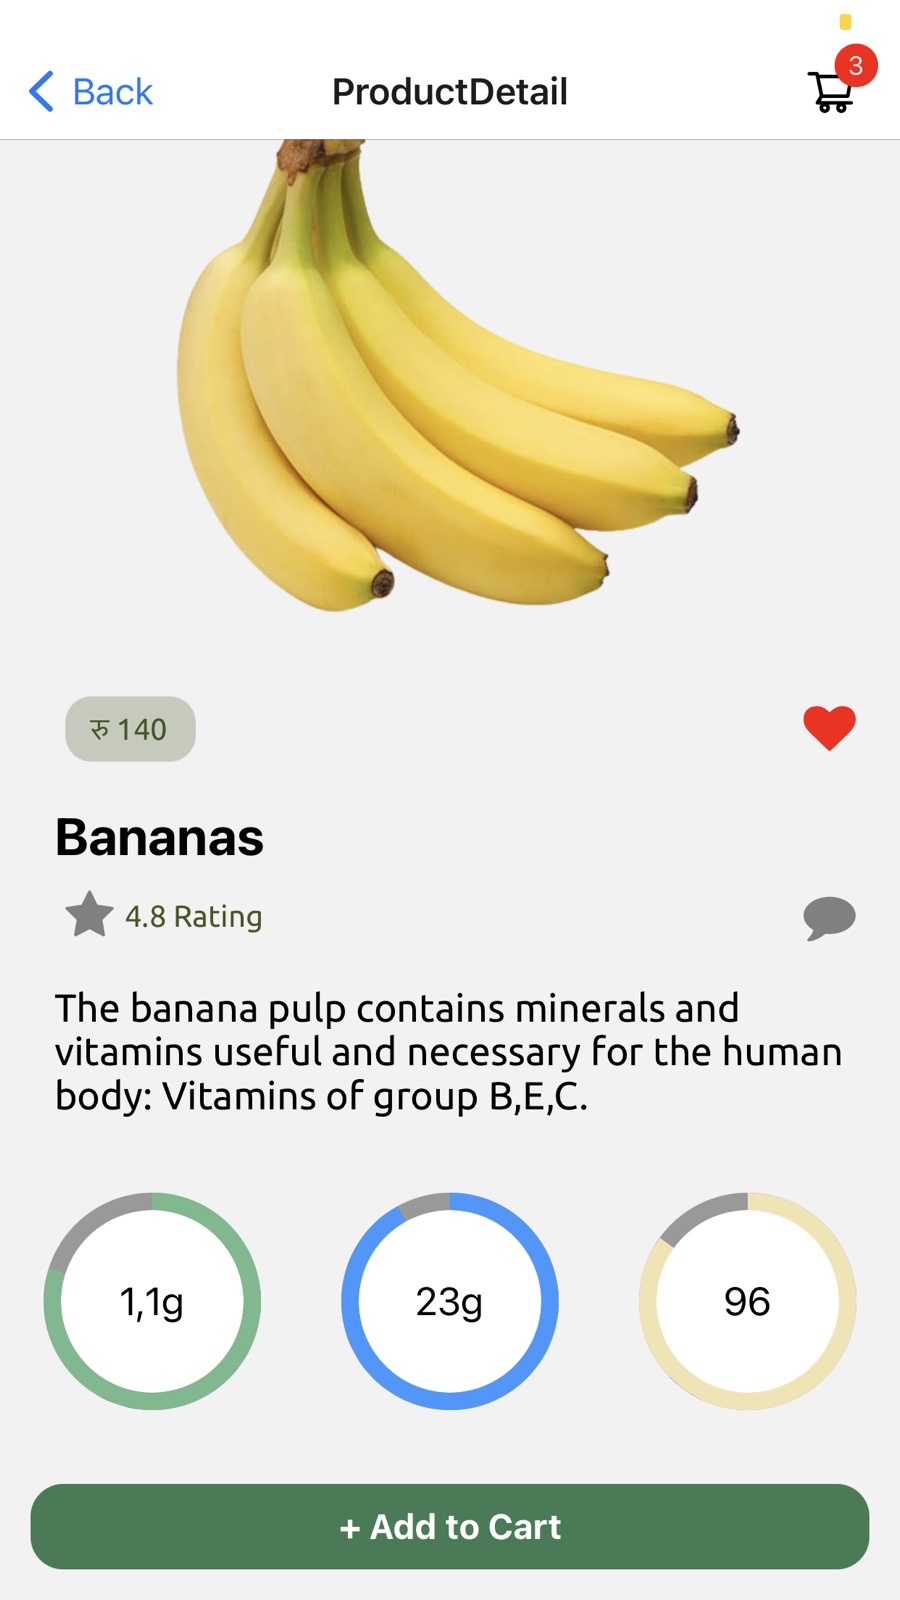 Back
ProductDetail
3
रु 140
Bananas
4.8 Rating
The banana pulp contains minerals and
vitamins useful and necessary for the human
body: Vitamins of group B,E,C.
1,1g
23g
96
+ Add to Cart